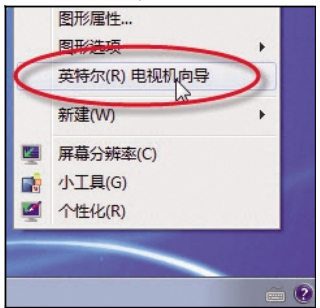 图形属性...
图形选项
英特尔(R) 电视机向导
新建(W)
屏幕分辨率(C)
小工具(G)
个性化(R)
?